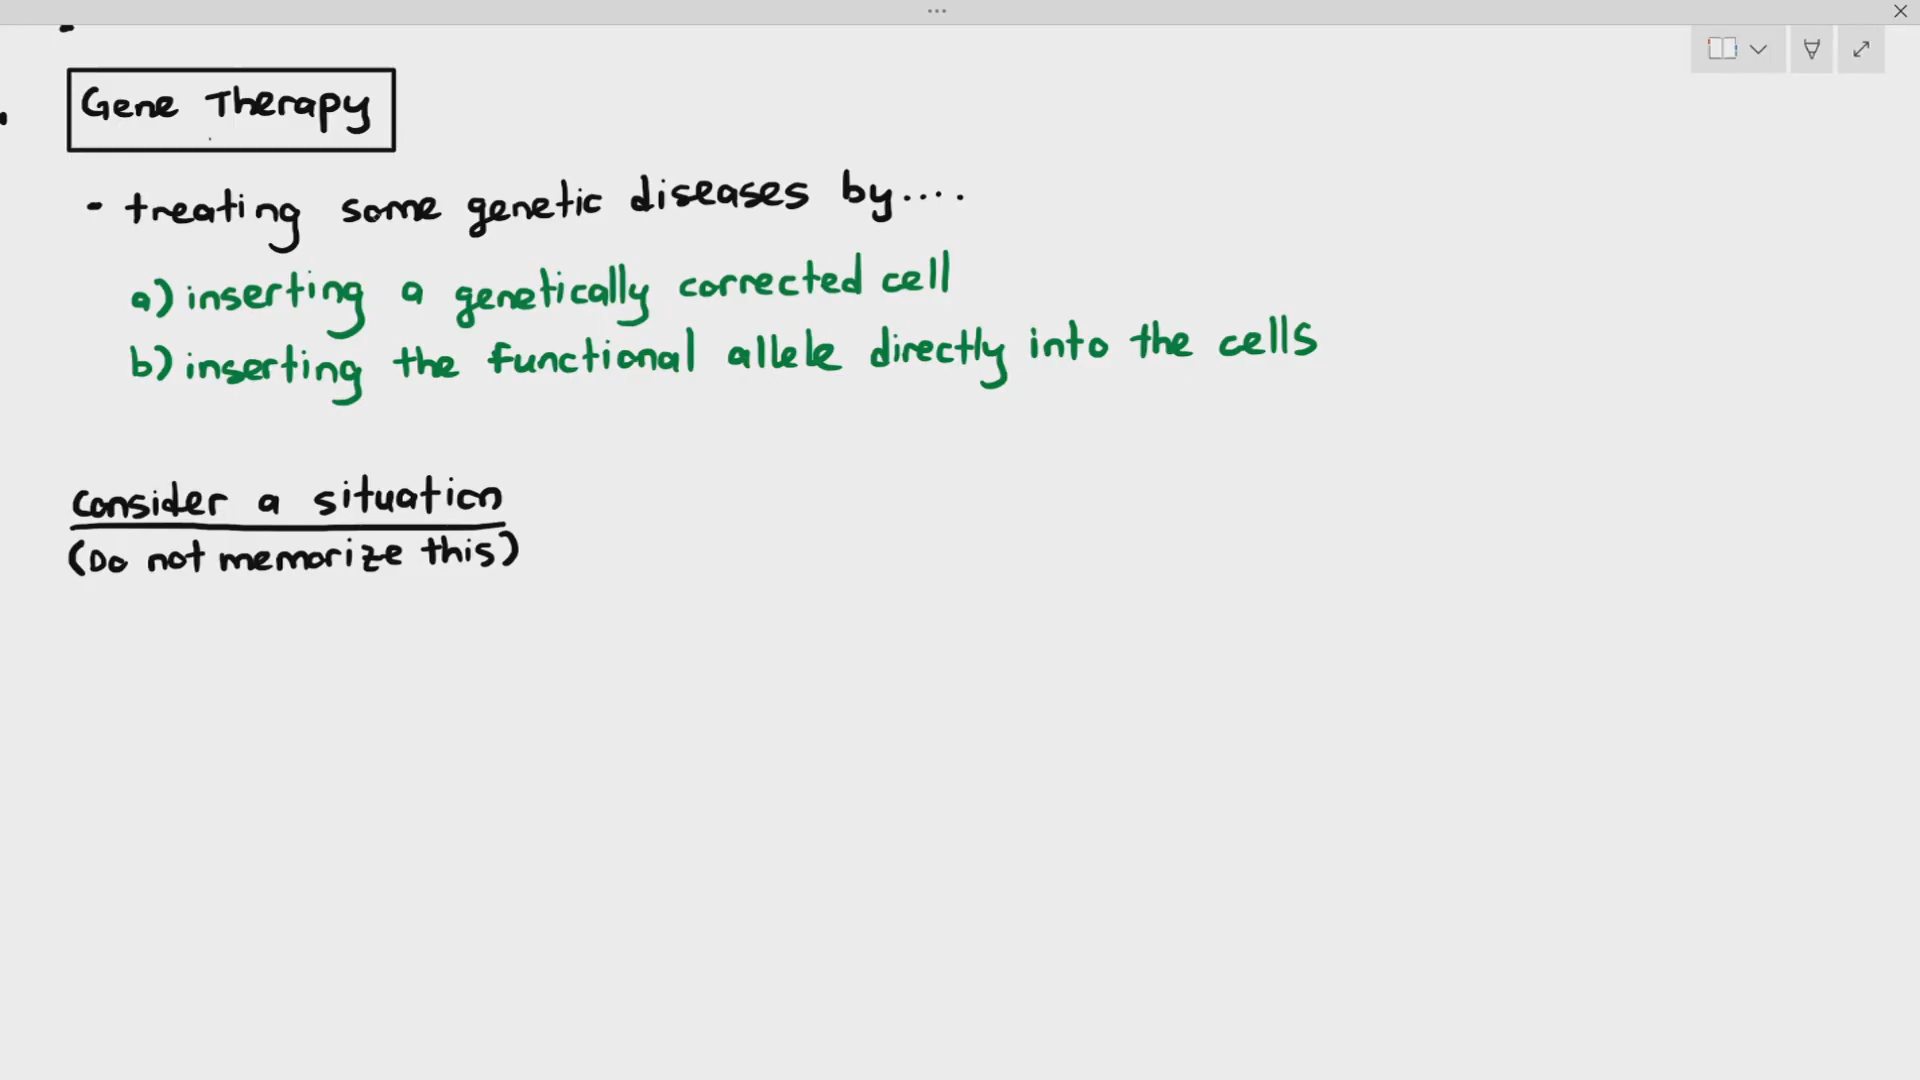 Gene Therapy
- treating some genetic diseases by....
a) inserting a genetically corrected cell
b) inserting the functional allele directly into the cells
Consider a situation
(Do not memorize this)